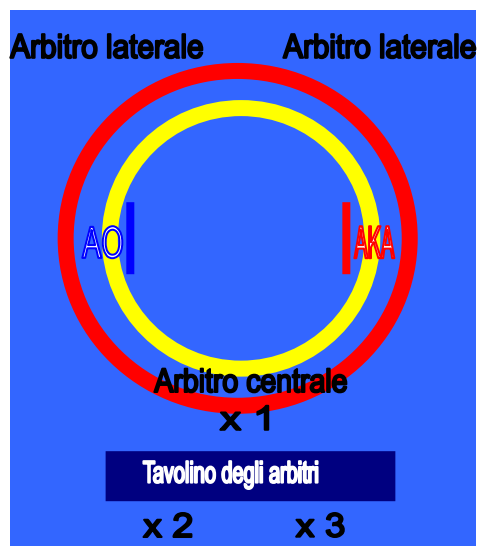 Arbitro laterale Arbitro laterale
AO AKA
Arbitro centrale
x 1
Tavolino degli arbitri
x 2 x 3